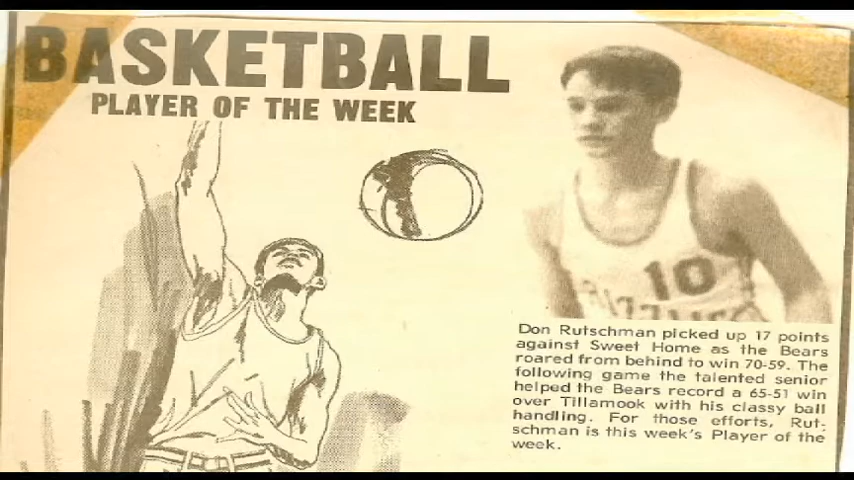 BASKETBALL
PLAYER OF THE WEEK
10
Don Rutschman picked up 17 points
against Sweet Home as the Bears
roared from behind to win 70-59. The
following game the talented senior
helped the Bears record a 65-51 win
over Tillamook with his classy ball
handling. For those efforts, Rut-
schman is this week's Player of the
week.